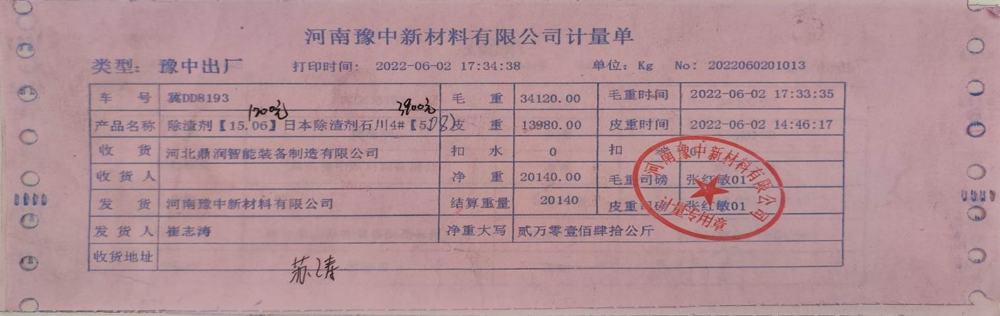 河南豫中新材料有限公司计量单
类型：豫中出厂 打印时间: 2022-06-02 17:34:38 单位: Kg No: 2022060201013
车号 冀DD8193 毛重 34120.00 毛重时间 2022-06-02 17:33:35
1200元 3900元
产品名称 除渣剂【15.06】日本除渣剂石川4#【5.08】 皮重 13980.00 皮重时间 2022-06-02 14:46:17
收货 河北鼎润智能装备制造有限公司 扣水 0 扣 0
收货人 净重 20140.00 毛重司磅 张红敏01
发货 河南豫中新材料有限公司 结算重量 20140 皮重司磅 张红敏01
发货人 崔志涛 净重大写 贰万零壹佰肆拾公斤
收货地址
苏涛
河南豫中新材料有限公司
计量专用章